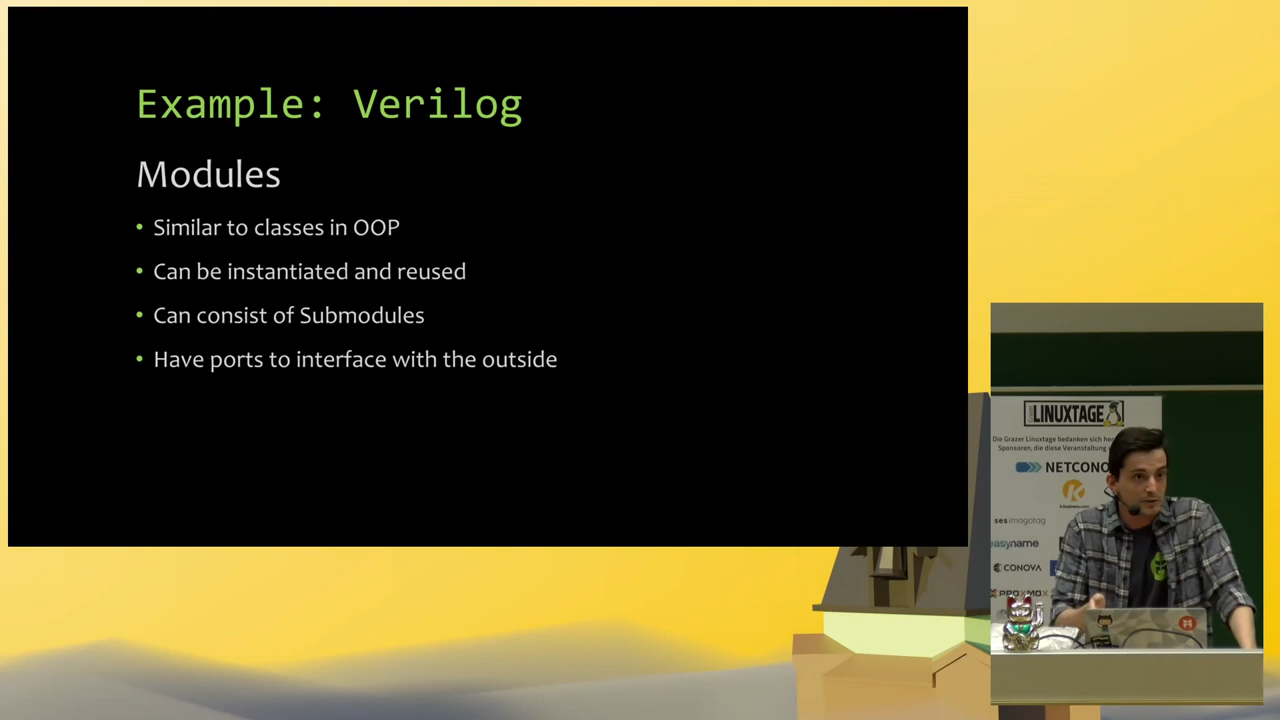 Example: Verilog
Modules
• Similar to classes in OOP
• Can be instantiated and reused
• Can consist of Submodules
• Have ports to interface with the outside
LINUXTAGE
Die Grazer Linuxtage bedanken sich
Sponsoren, die diese Veranstaltung
NETCONO
K
ses imagotag
easyname
CONOVA
PROXMOX